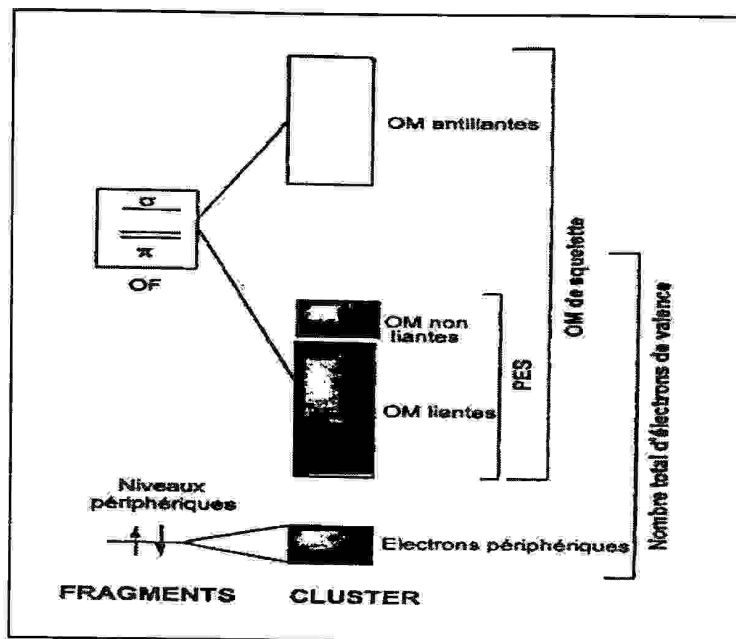 OM antiliantes
σ
π
OF
OM non
liantes
OM liantes
PES
OM de squelette
Nombre total d'électrons de valence
Niveaux
périphériques
Electrons périphériques
FRAGMENTS
CLUSTER